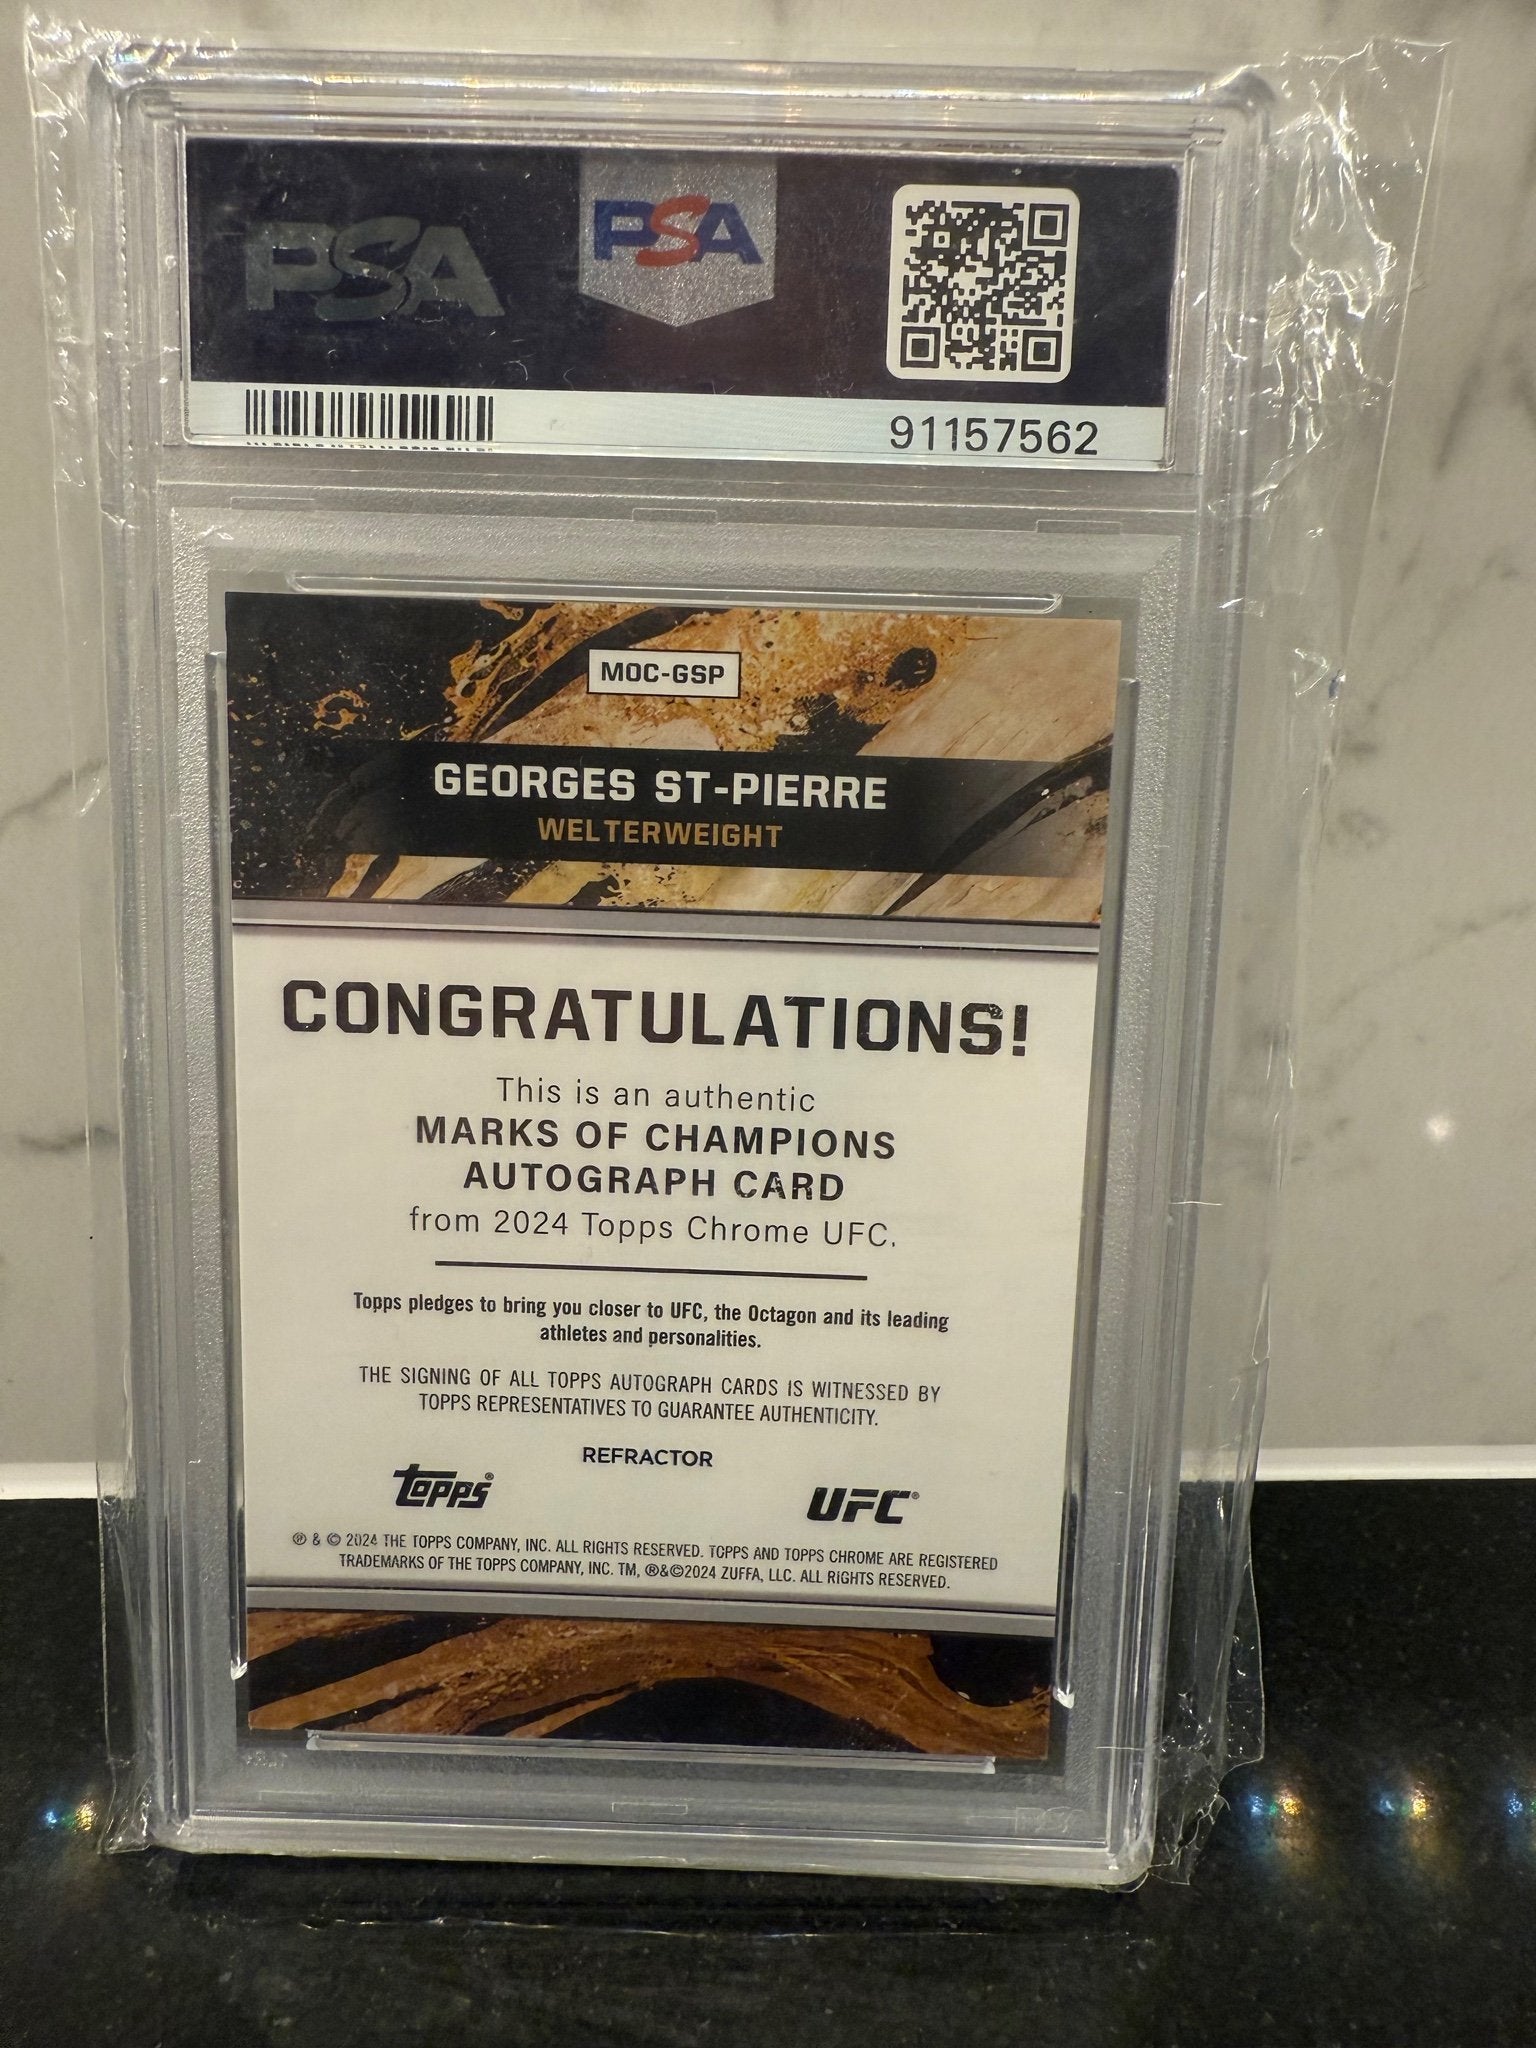 PSA
PSA
91157562
MOC-GSP
GEORGES ST-PIERRE
WELTERWEIGHT
CONGRATULATIONS!
This is an authentic
MARKS OF CHAMPIONS
AUTOGRAPH CARD
from 2024 Topps Chrome UFC.
Topps pledges to bring you closer to UFC, the Octagon and its leading
athletes and personalities.
THE SIGNING OF ALL TOPPS AUTOGRAPH CARDS IS WITNESSED BY
TOPPS REPRESENTATIVES TO GUARANTEE AUTHENTICITY.
REFRACTOR
topps®
UFC®
® & © 2024 THE TOPPS COMPANY, INC. ALL RIGHTS RESERVED. TOPPS AND TOPPS CHROME ARE REGISTERED
TRADEMARKS OF THE TOPPS COMPANY, INC. TM, ®&©2024 ZUFFA, LLC. ALL RIGHTS RESERVED.